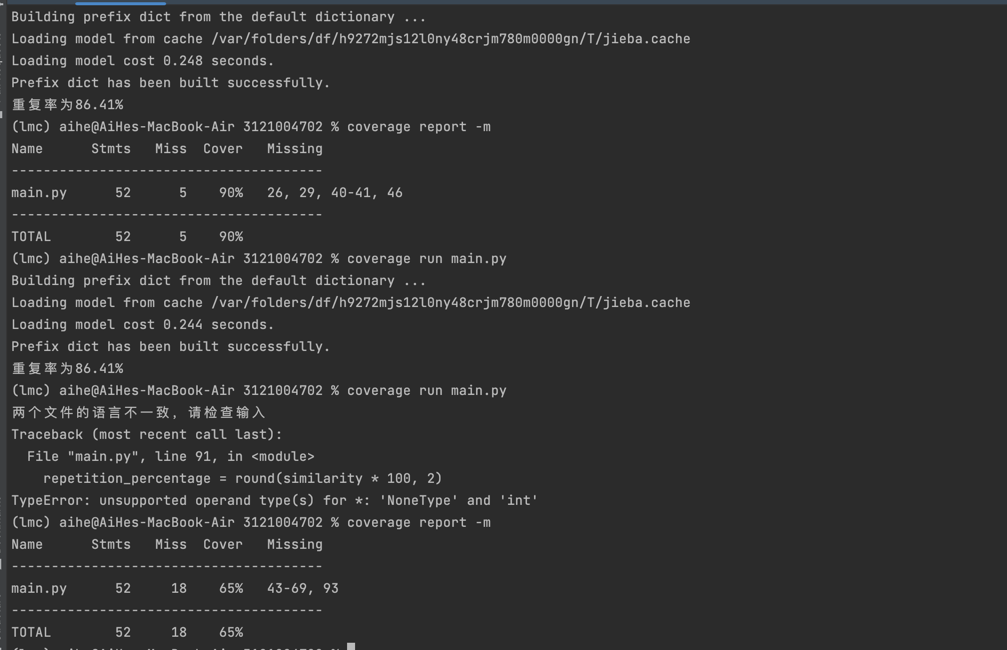 Building prefix dict from the default dictionary ...
Loading model from cache /var/folders/df/h9272mjs12l0ny48crjm780m0000gn/T/jieba.cache
Loading model cost 0.248 seconds.
Prefix dict has been built successfully.
重复率为86.41%
(lmc) aihe@AiHes-MacBook-Air 3121004702 % coverage report -m
Name      Stmts   Miss  Cover   Missing
----------------------------------------
main.py      52      5    90%   26, 29, 40-41, 46
----------------------------------------
TOTAL        52      5    90%
(lmc) aihe@AiHes-MacBook-Air 3121004702 % coverage run main.py
Building prefix dict from the default dictionary ...
Loading model from cache /var/folders/df/h9272mjs12l0ny48crjm780m0000gn/T/jieba.cache
Loading model cost 0.244 seconds.
Prefix dict has been built successfully.
重复率为86.41%
(lmc) aihe@AiHes-MacBook-Air 3121004702 % coverage run main.py
两个文件的语言不一致，请检查输入
Traceback (most recent call last):
  File "main.py", line 91, in <module>
    repetition_percentage = round(similarity * 100, 2)
TypeError: unsupported operand type(s) for *: 'NoneType' and 'int'
(lmc) aihe@AiHes-MacBook-Air 3121004702 % coverage report -m
Name      Stmts   Miss  Cover   Missing
----------------------------------------
main.py      52     18    65%   43-69, 93
----------------------------------------
TOTAL        52     18    65%